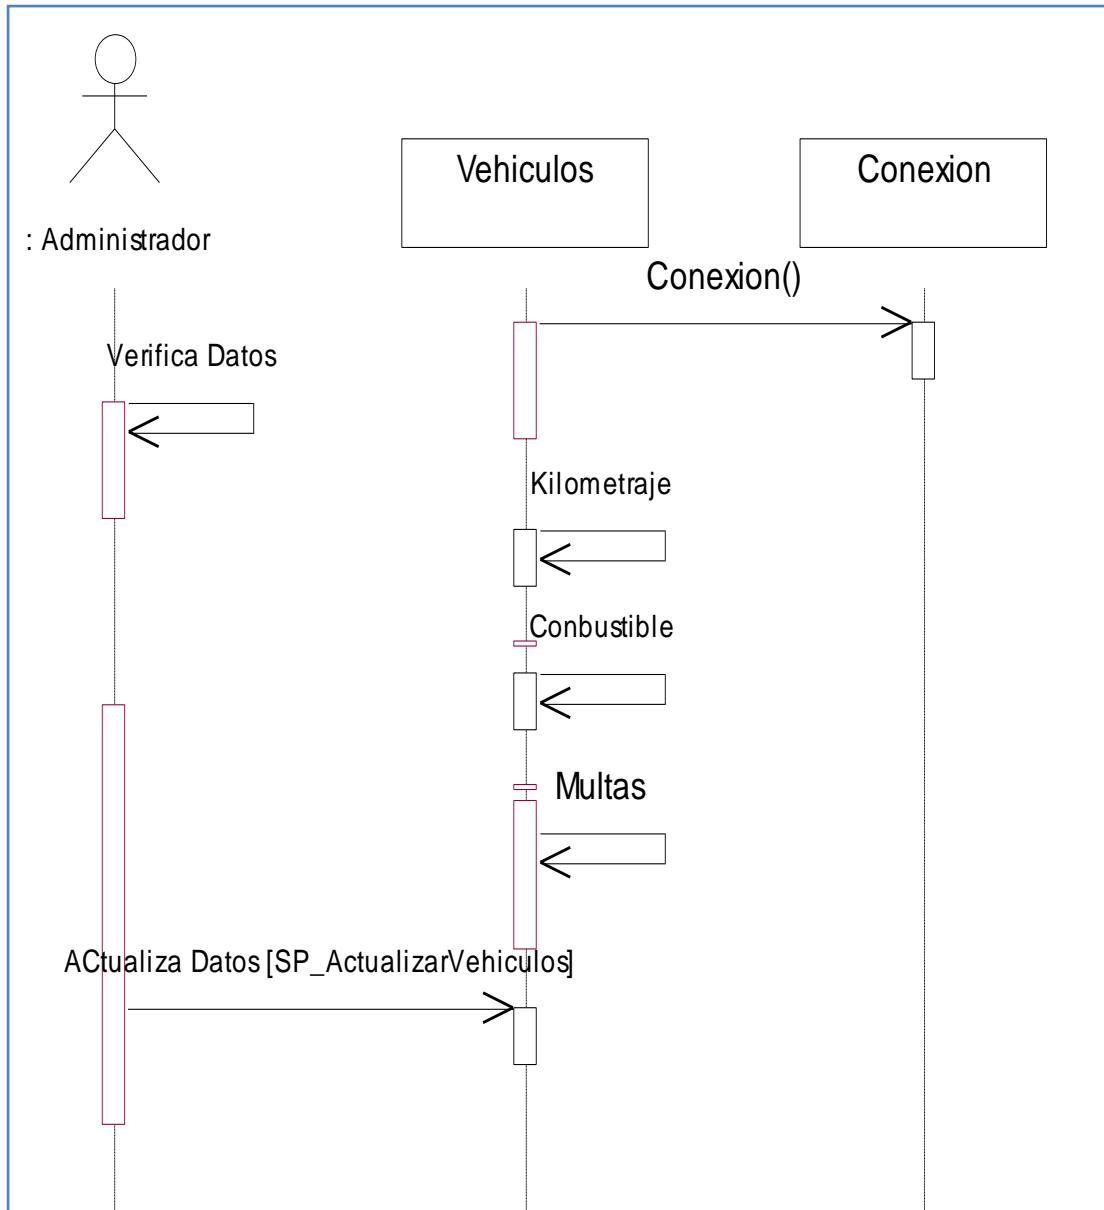 Vehiculos
Conexion
: Administrador
Conexion()
Verifica Datos
Kilometraje
Conbustible
Multas
ACtualiza Datos [SP_ActualizarVehiculos]